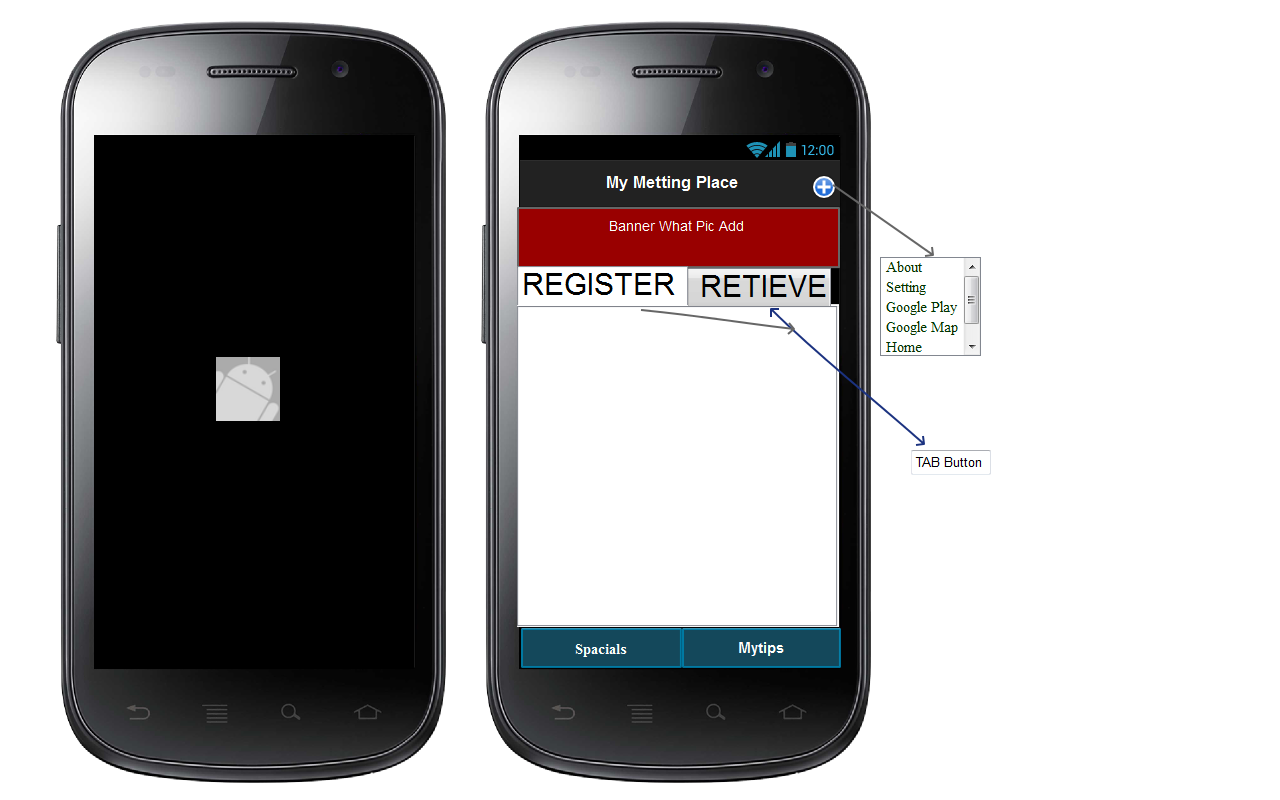 12:00
My Metting Place
Banner What Pic Add
REGISTER
RETIEVE
About
Setting
Google Play
Google Map
Home
TAB Button
Spacials
Mytips